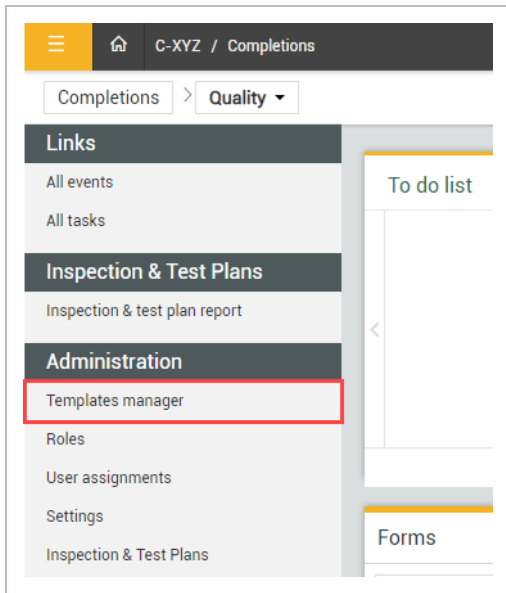 C-XYZ / Completions
Completions > Quality
Links
All events
All tasks
Inspection & Test Plans
Inspection & test plan report
Administration
Templates manager
Roles
User assignments
Settings
Inspection & Test Plans
To do list
Forms